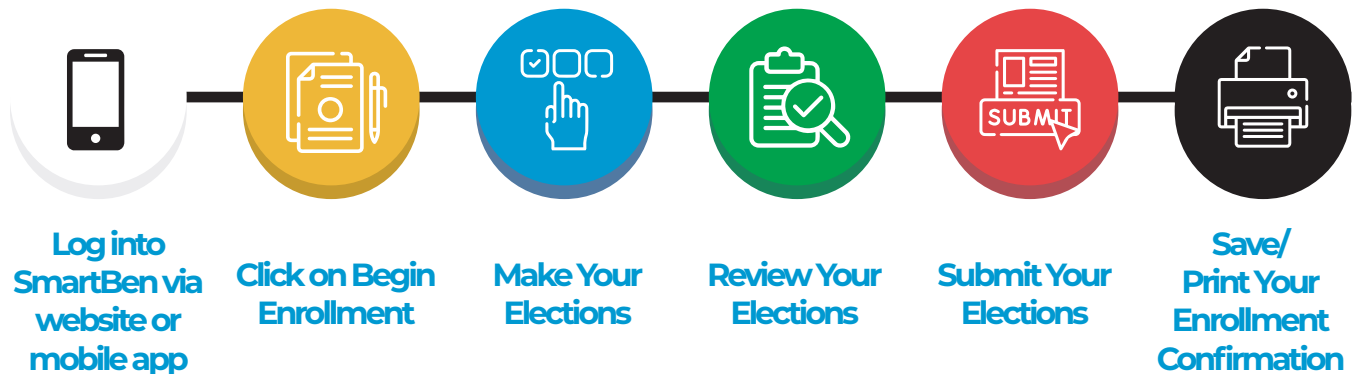 SUBMIT
Log into
SmartBen via
website or
mobile app
Click on Begin
Enrollment
Make Your
Elections
Review Your
Elections
Submit Your
Elections
Save/
Print Your
Enrollment
Confirmation